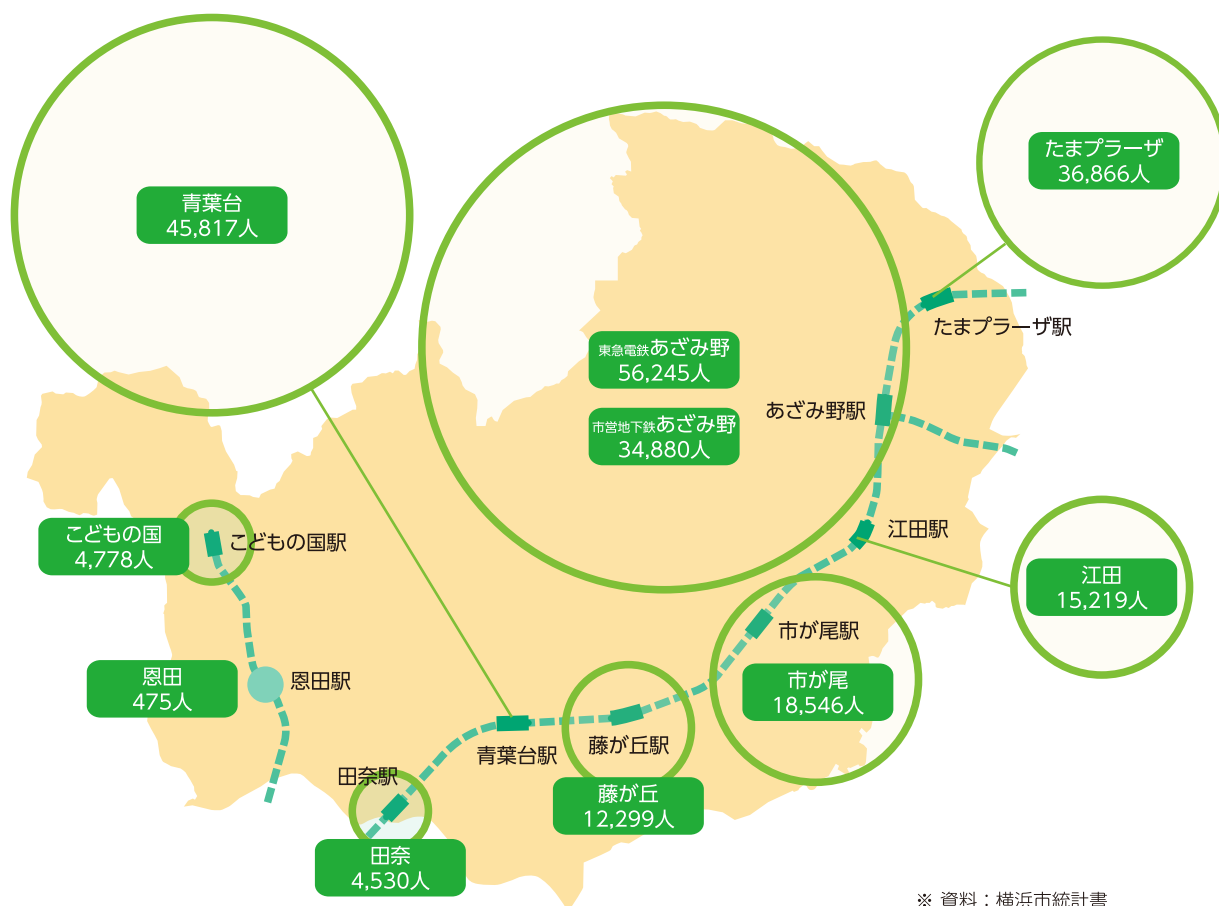 青葉台
45,817人
たまプラーザ
36,866人
たまプラーザ駅
東急電鉄あざみ野
56,245人
あざみ野駅
市営地下鉄あざみ野
34,880人
こどもの国
4,778人
こどもの国駅
江田駅
江田
15,219人
市が尾駅
市が尾
18,546人
恩田
475人
恩田駅
青葉台駅
藤が丘駅
藤が丘
12,299人
田奈駅
田奈
4,530人
※ 資料：横浜市統計書